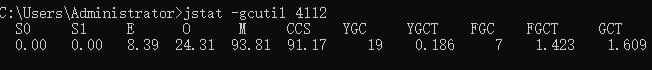 C:\Users\Administrator>jstat -gcutil 4112
S0 S1 E O M CCS YGC YGCT FGC FGCT GCT
0.00 0.00 8.39 24.31 93.81 91.17 19 0.186 7 1.423 1.609